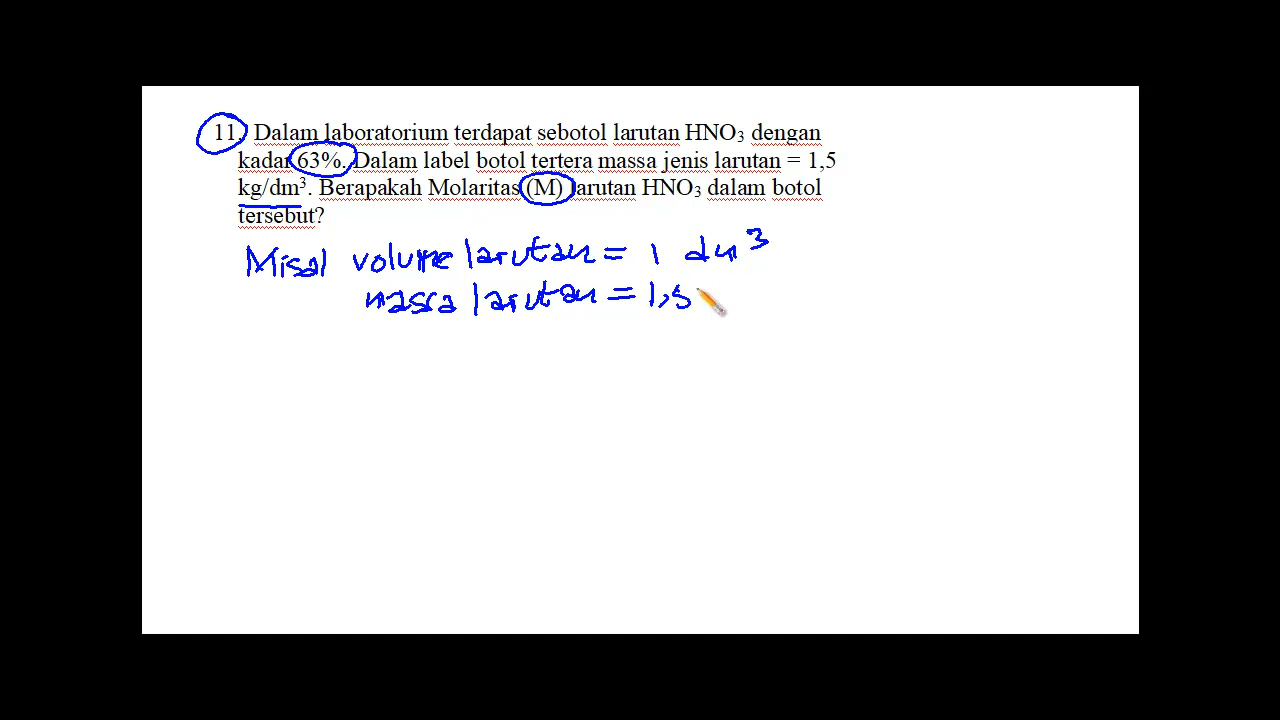 11. Dalam laboratorium terdapat sebotol larutan HNO₃ dengan
kadar 63%. Dalam label botol tertera massa jenis larutan = 1,5
kg/dm³. Berapakah Molaritas (M) larutan HNO₃ dalam botol
tersebut?
Misal volume larutan = 1 dm³
massa larutan = 1,5